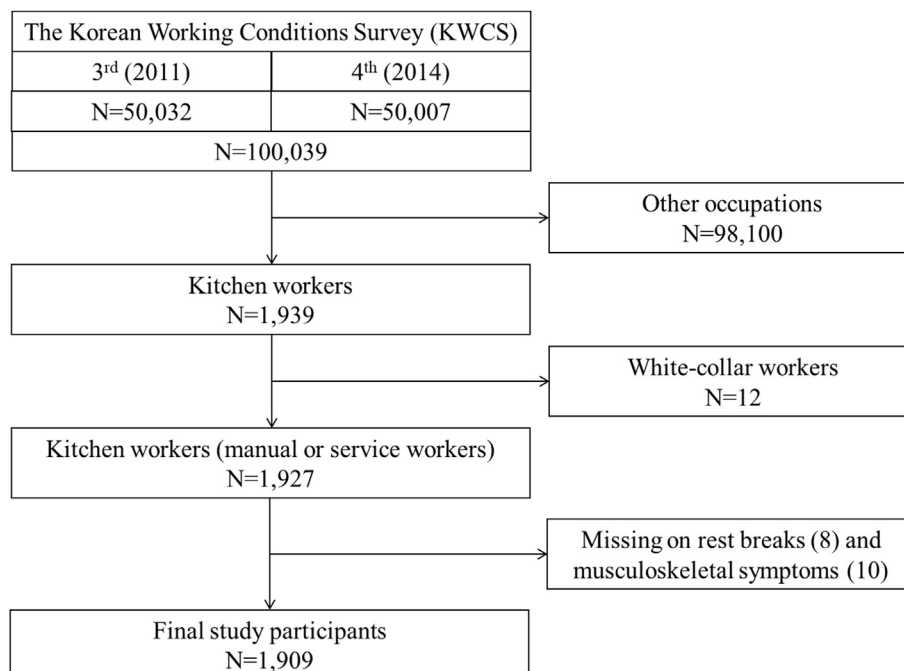 The Korean Working Conditions Survey (KWCS)
3rd (2011)
4th (2014)
N=50,032
N=50,007
N=100,039
Other occupations
N=98,100
Kitchen workers
N=1,939
White-collar workers
N=12
Kitchen workers (manual or service workers)
N=1,927
Missing on rest breaks (8) and
musculoskeletal symptoms (10)
Final study participants
N=1,909